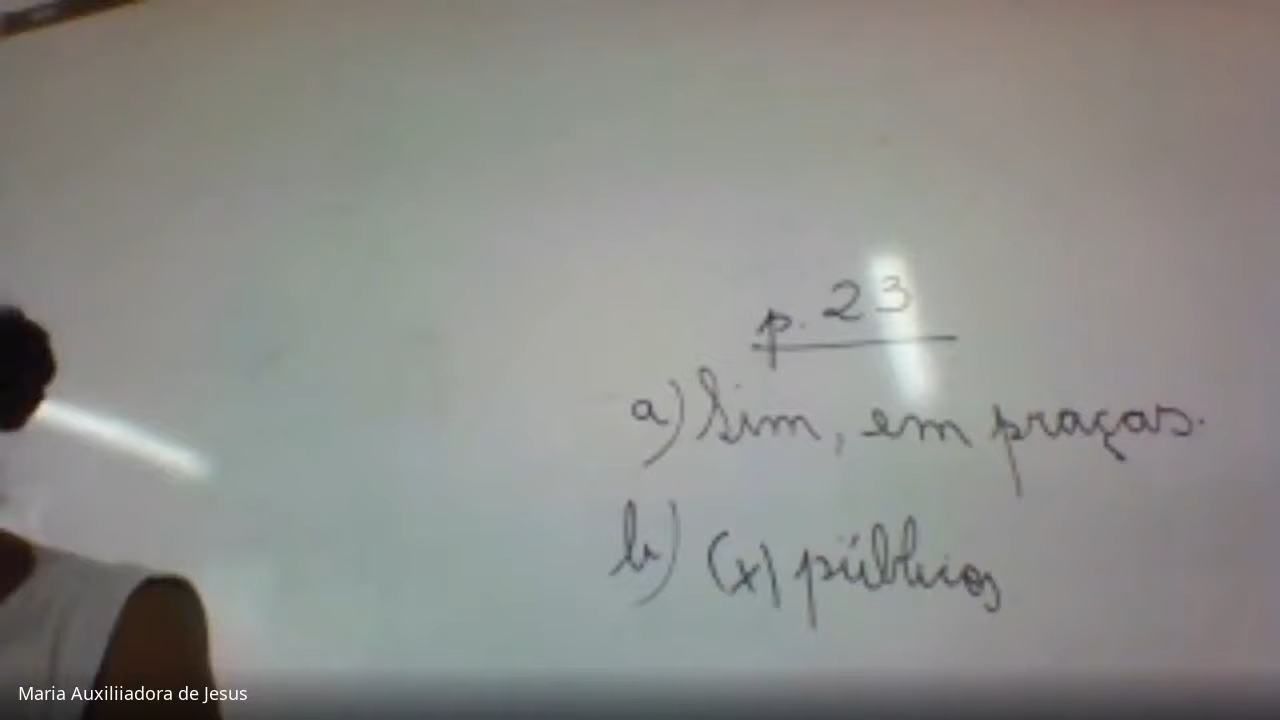 p. 23
a) Sim, em praças.
b) (x) públicos
Maria Auxiliiadora de Jesus